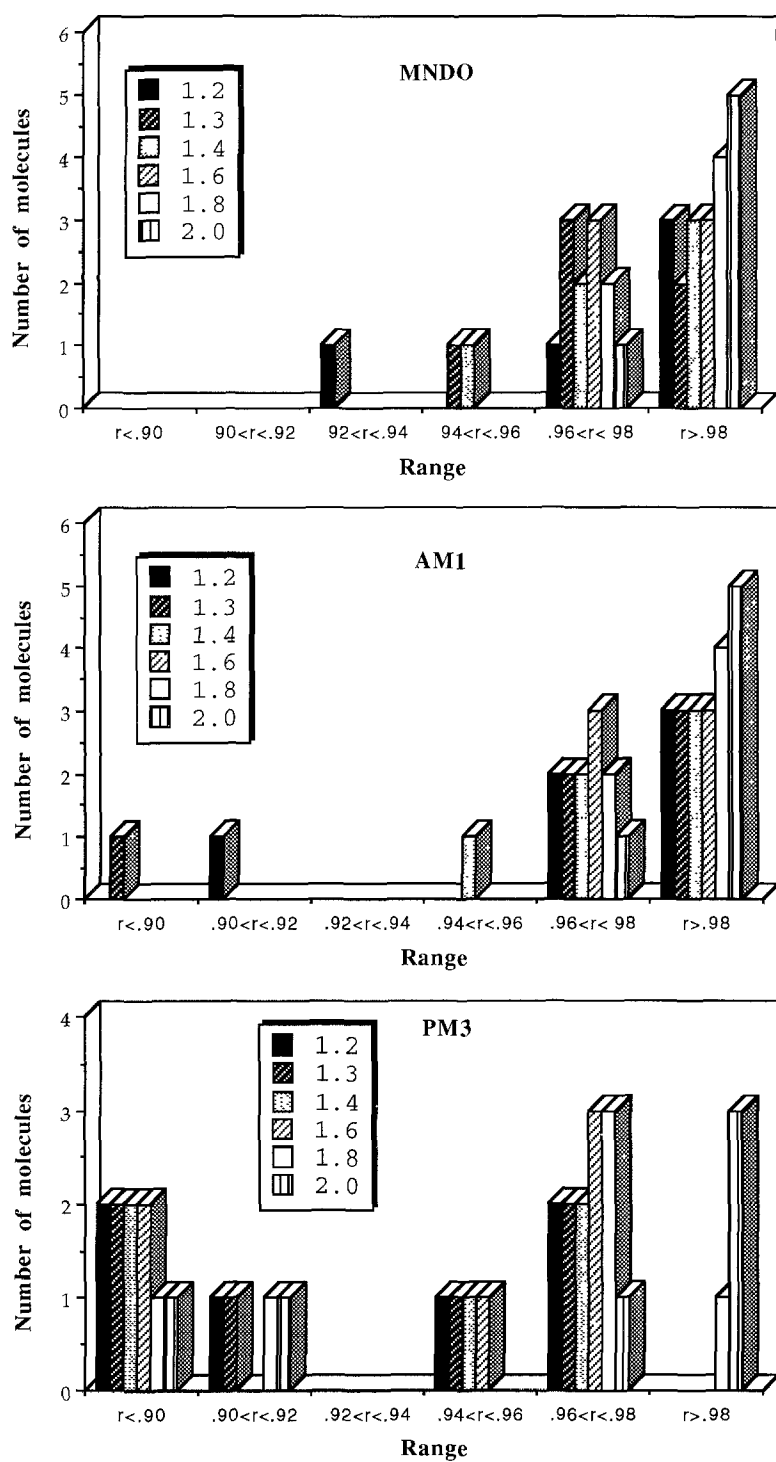 MNDO
Number of molecules
6
5
4
3
2
1
0
1.2
1.3
1.4
1.6
1.8
2.0
r<.90
90<r<.92
92<r<.94
94<r<.96
.96<r< 98
r>.98
Range
AM1
Number of molecules
6
5
4
3
2
1
0
1.2
1.3
1.4
1.6
1.8
2.0
r<.90
.90<r<.92
.92<r<.94
.94<r<.96
.96<r< 98
r>.98
Range
PM3
Number of molecules
4
3
2
1
0
1.2
1.3
1.4
1.6
1.8
2.0
r<.90
.90<r<.92
.92<r<.94
.94<r<.96
.96<r<.98
r>.98
Range